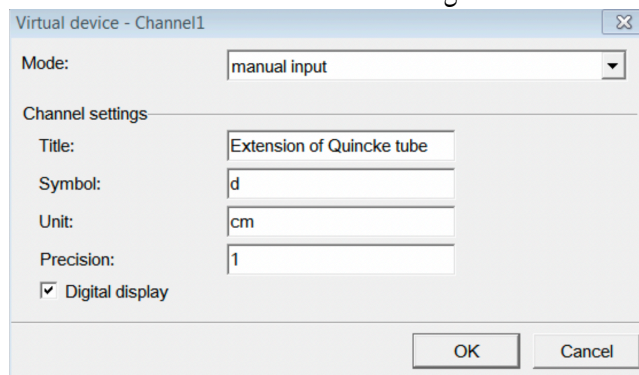 Virtual device - Channel1
Mode: manual input
Channel settings
Title: Extension of Quincke tube
Symbol: d
Unit: cm
Precision: 1
Digital display
OK Cancel